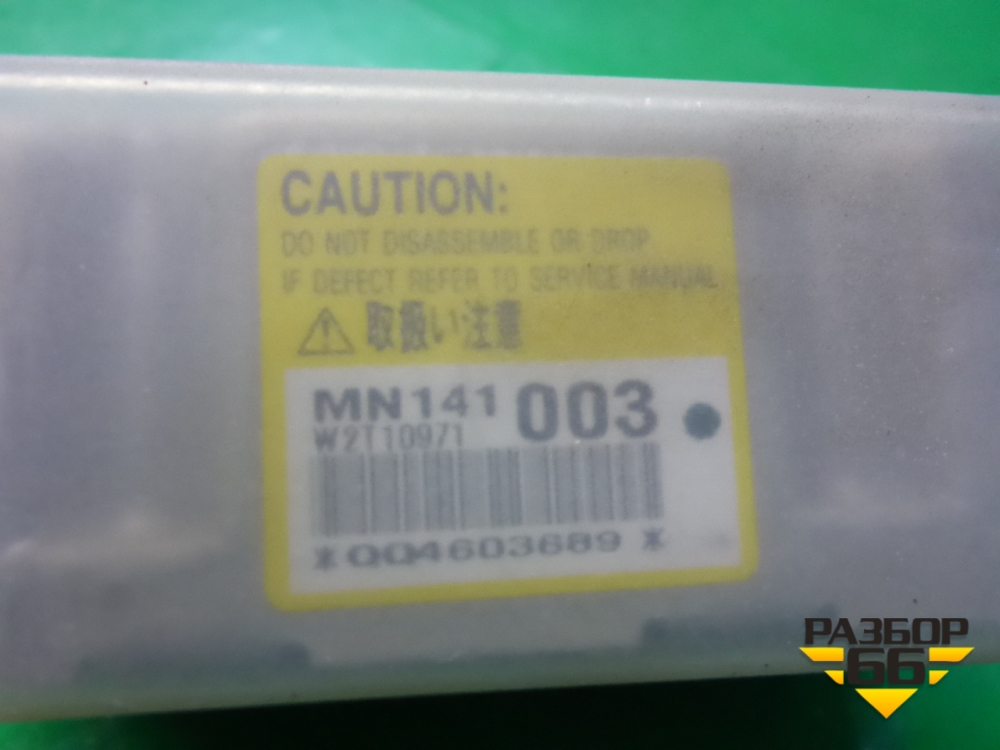 CAUTION:
DO NOT DISASSEMBLE OR DROP
IF DEFECT REFER TO SERVICE MANUAL
取扱い注意
MN141 003
W2T10971
*QQ4603689*
РАЗБОР
66